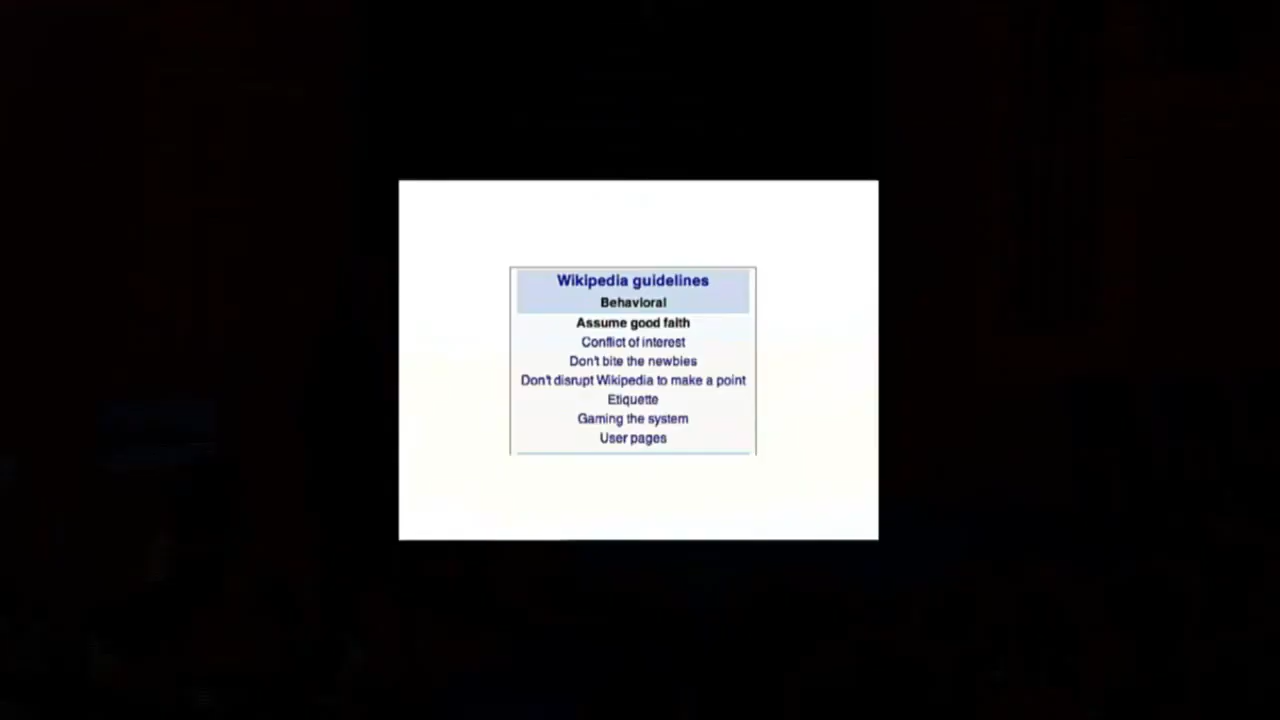 Wikipedia guidelines
Behavioral
Assume good faith
Conflict of interest
Don't bite the newbies
Don't disrupt Wikipedia to make a point
Etiquette
Gaming the system
User pages